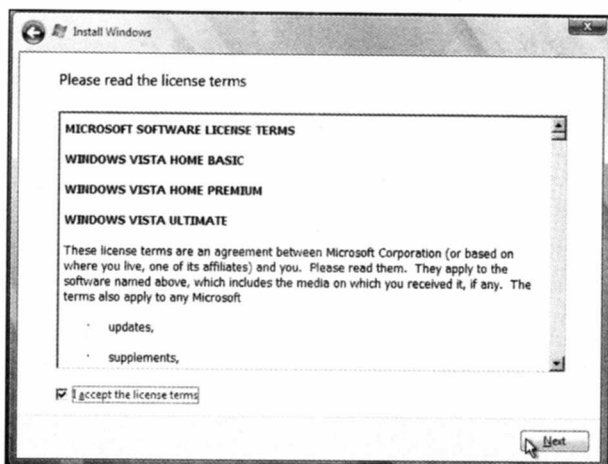 Install Windows
Please read the license terms
MICROSOFT SOFTWARE LICENSE TERMS
WINDOWS VISTA HOME BASIC
WINDOWS VISTA HOME PREMIUM
WINDOWS VISTA ULTIMATE
These license terms are an agreement between Microsoft Corporation (or based on
where you live, one of its affiliates) and you. Please read them. They apply to the
software named above, which includes the media on which you received it, if any. The
terms also apply to any Microsoft
· updates,
· supplements,
I accept the license terms
Next